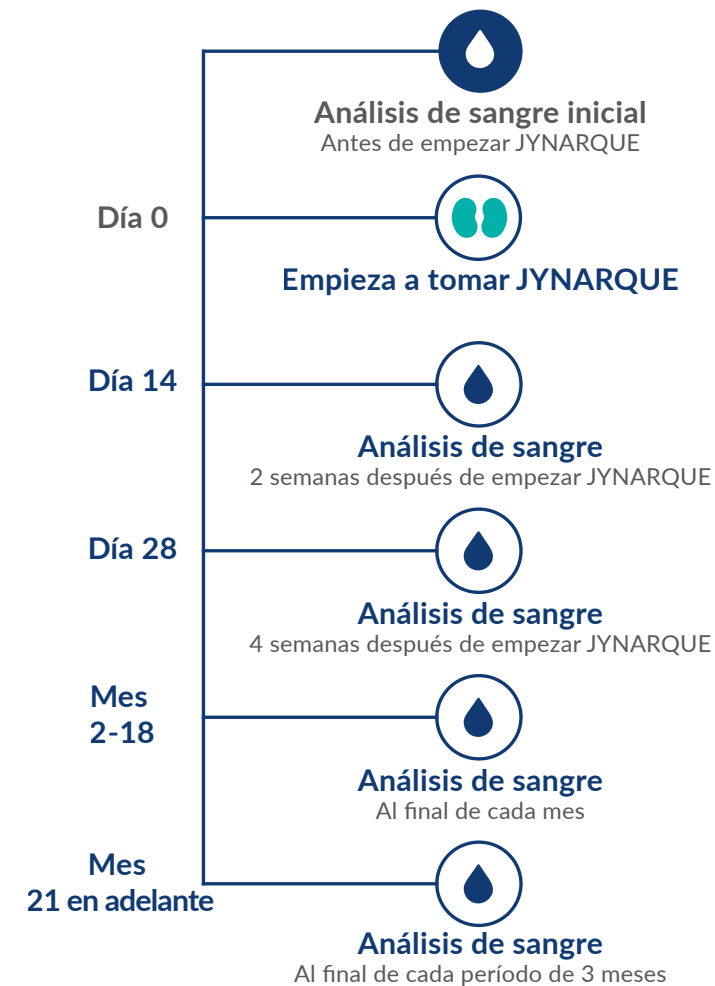 Análisis de sangre inicial
Antes de empezar JYNARQUE
Día 0
Empieza a tomar JYNARQUE
Día 14
Análisis de sangre
2 semanas después de empezar JYNARQUE
Día 28
Análisis de sangre
4 semanas después de empezar JYNARQUE
Mes
2-18
Análisis de sangre
Al final de cada mes
Mes
21 en adelante
Análisis de sangre
Al final de cada período de 3 meses